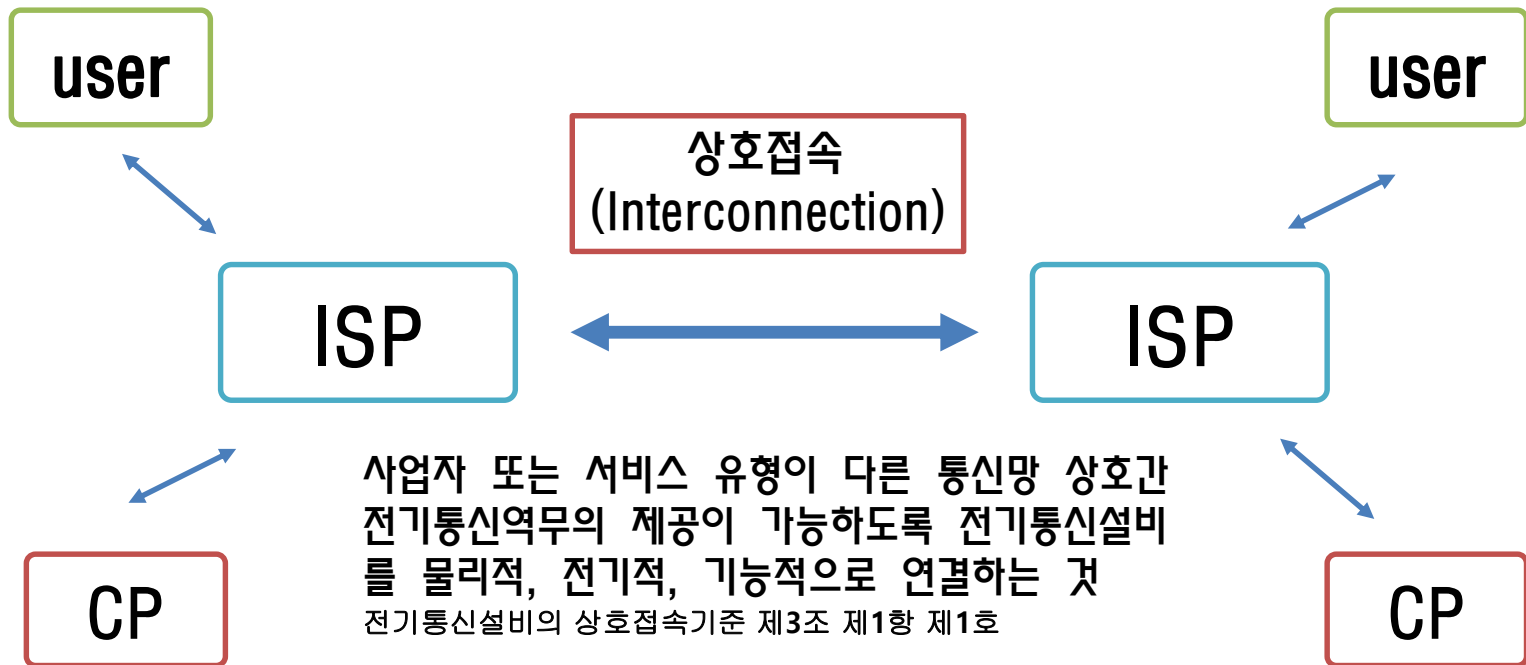 user
user
상호접속
(Interconnection)
ISP
ISP
사업자 또는 서비스 유형이 다른 통신망 상호간
전기통신역무의 제공이 가능하도록 전기통신설비
를 물리적, 전기적, 기능적으로 연결하는 것
전기통신설비의 상호접속기준 제3조 제1항 제1호
CP
CP